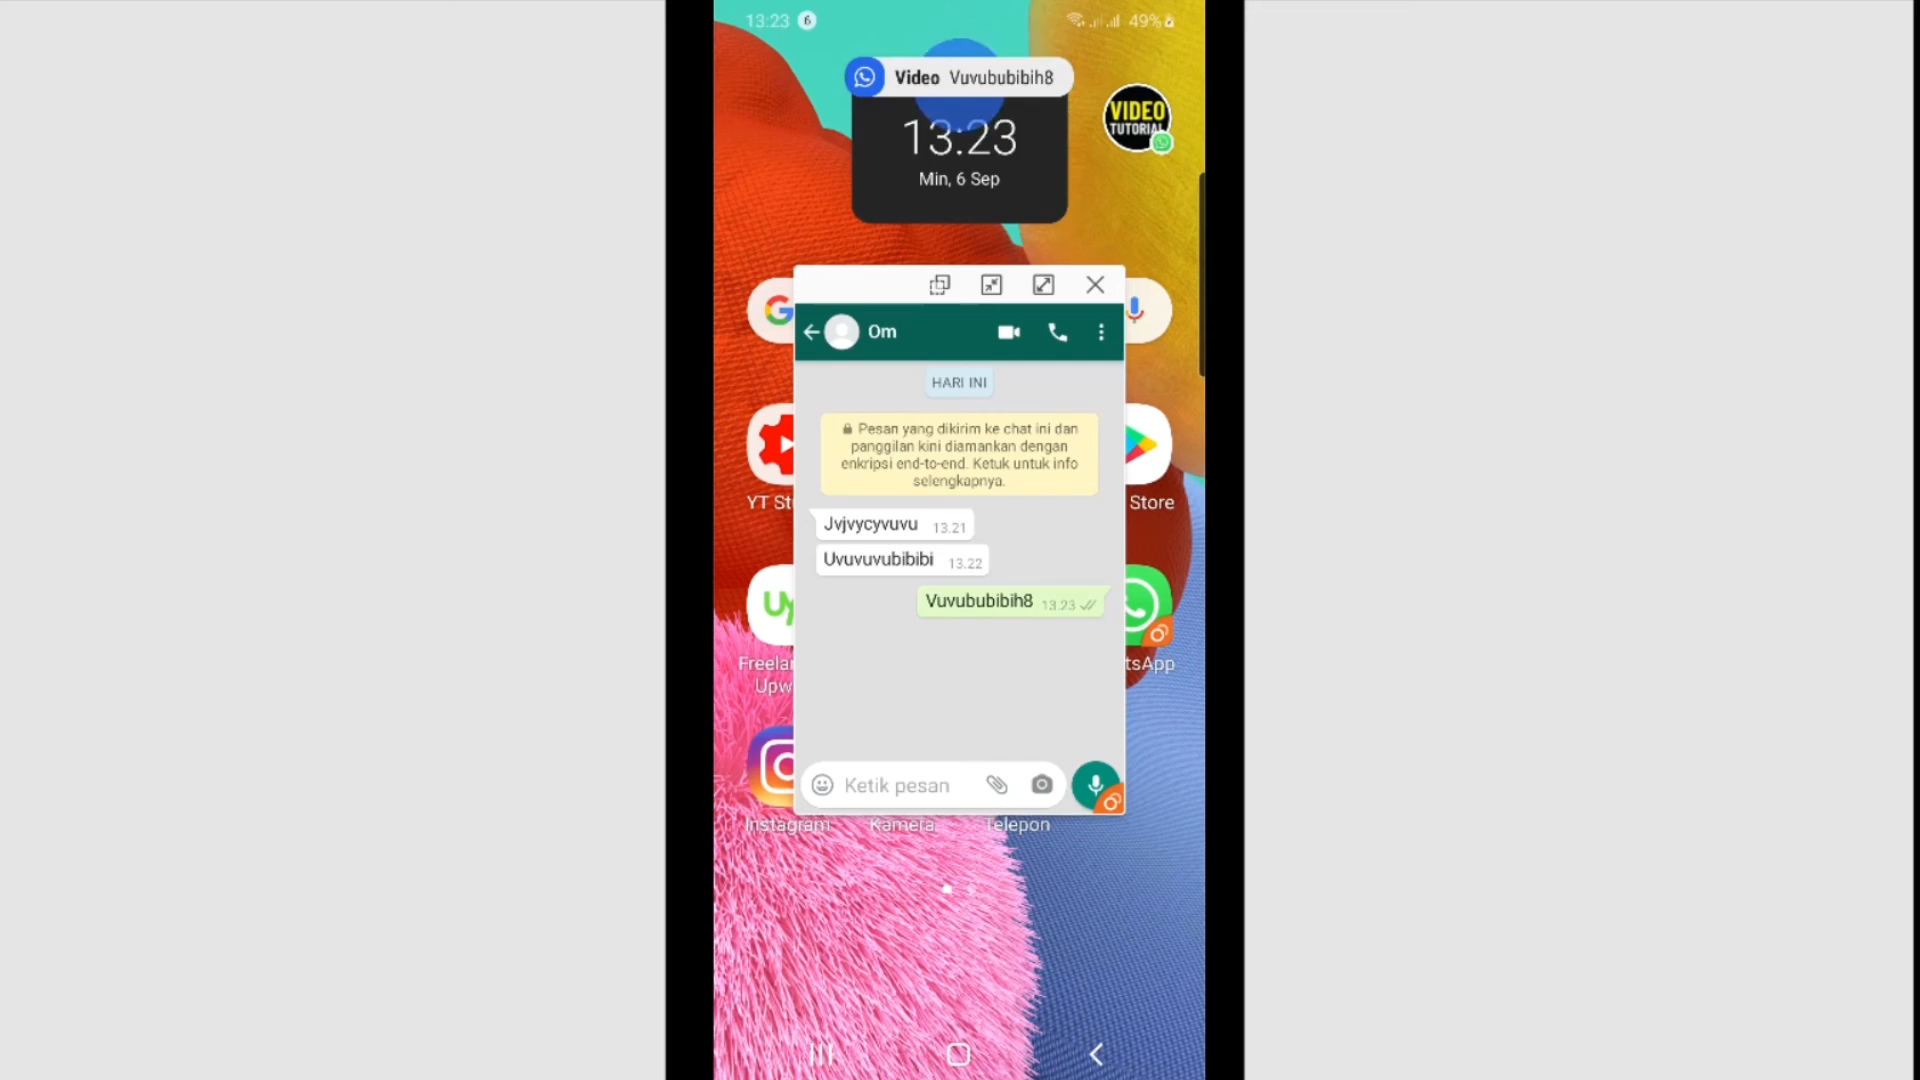 13:23 6 49%
Video Vuvububibih8
VIDEO
TUTORIAL
13:23
Min, 6 Sep
Om
HARI INI
Pesan yang dikirim ke chat ini dan
panggilan kini diamankan dengan
enkripsi end-to-end. Ketuk untuk info
selengkapnya.
YT St
Store
Jvjvycyvuvu 13.21
Uvuvuvubibibi 13.22
Vuvububibih8 13.23
Freela
Upw
tsApp
Ketik pesan
Instagram Kamera Telepon